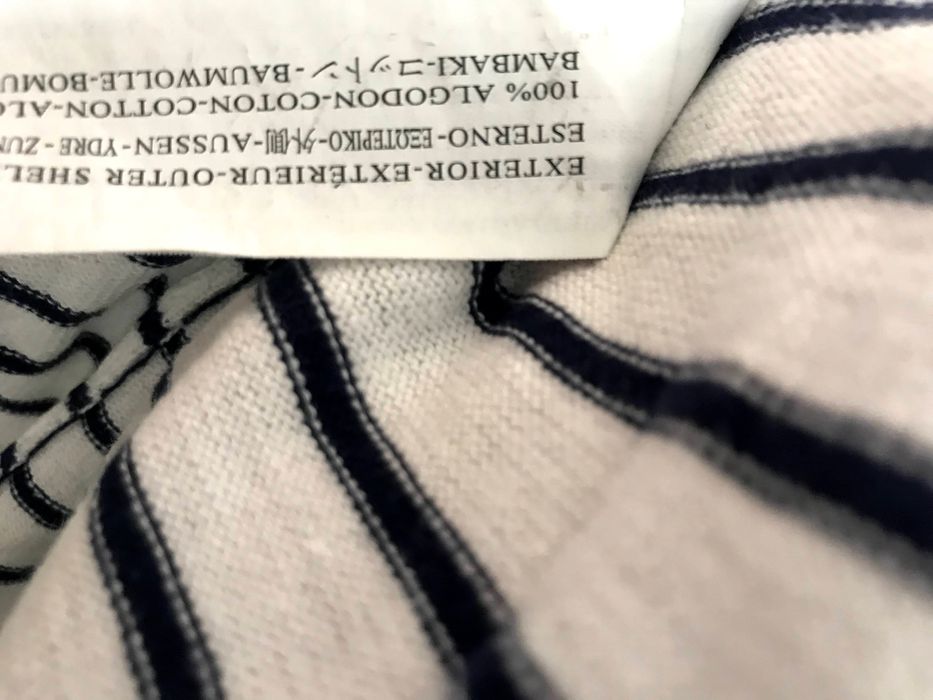 EXTERIOR-EXTÉRIEUR-OUTER SHEL
ESTERNO-ΕΞΩΤΕΡΙΚΟ-外側-AUSSEN-YDRE-ZUN
100% ALGODON-COTON-COTTON-ALG
BAMBAKI-コットン-BAUMWOLLE-BOMU